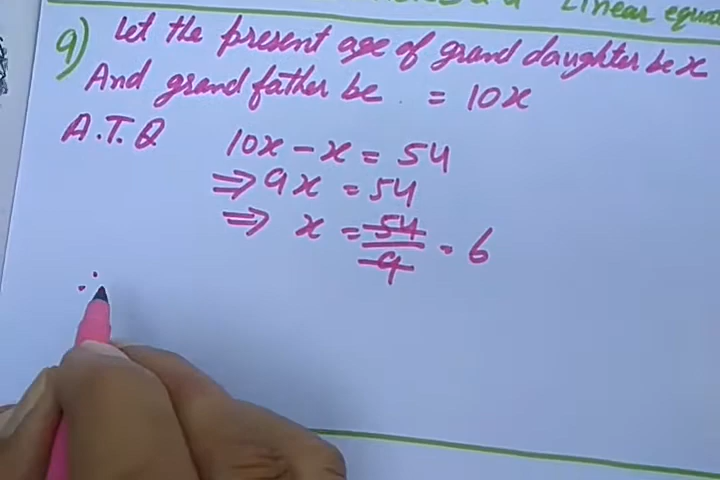 Linear equa
9) Let the present age of grand daughter be x
And grand father be = 10x
A.T.Q 10x - x = 54
⇒ 9x = 54
⇒ x = 54/9 = 6
∴